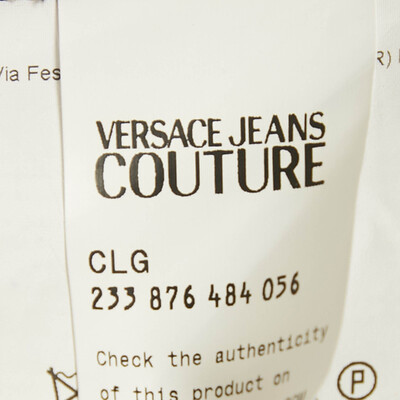 Via Fes
R)
VERSACE JEANS
COUTURE
CLG
233 876 484 056
Check the authenticity
of this product on
P